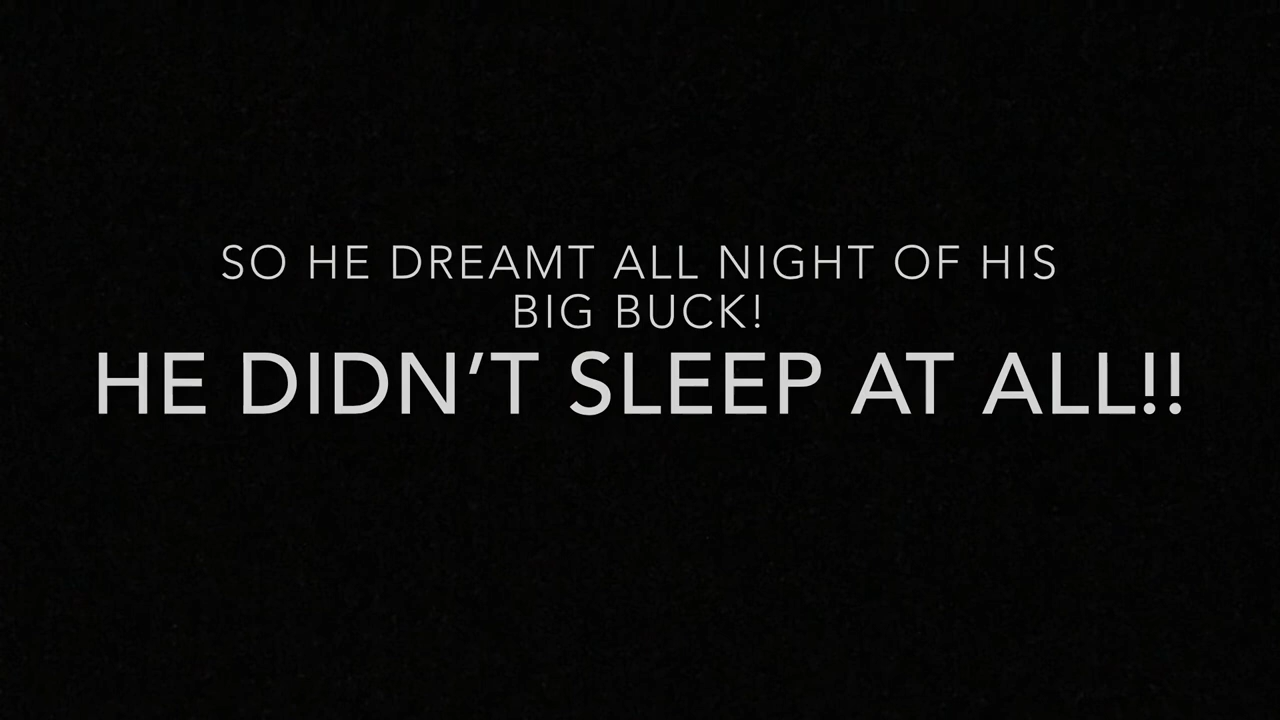 SO HE DREAMT ALL NIGHT OF HIS
BIG BUCK!
HE DIDN’T SLEEP AT ALL!!